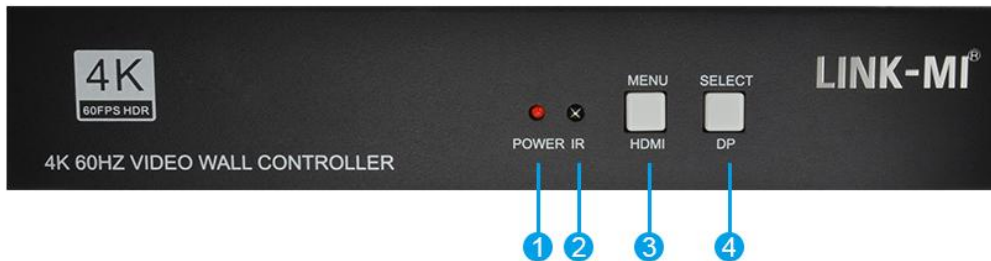 4K
60FPS HDR
4K 60HZ VIDEO WALL CONTROLLER
POWER IR
MENU
HDMI
SELECT
DP
LINK-MI®
1 2 3 4